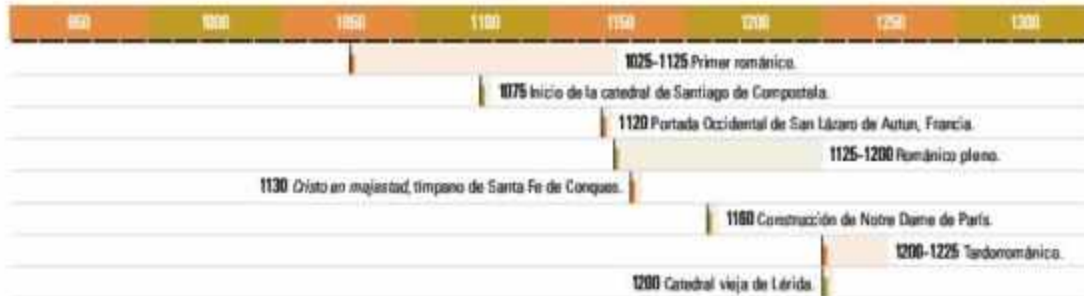 950 1000 1050 1100 1150 1200 1250 1300
1025-1125 Primer románico.
1075 Inicio de la catedral de Santiago de Compostela.
1120 Portada Occidental de San Lázaro de Autun, Francia.
1125-1200 Románico pleno.
1130 Cristo en majestad, tímpano de Santa Fe de Conques.
1160 Construcción de Notre Dame de París.
1200-1225 Tardorrománico.
1200 Catedral vieja de Lérida.